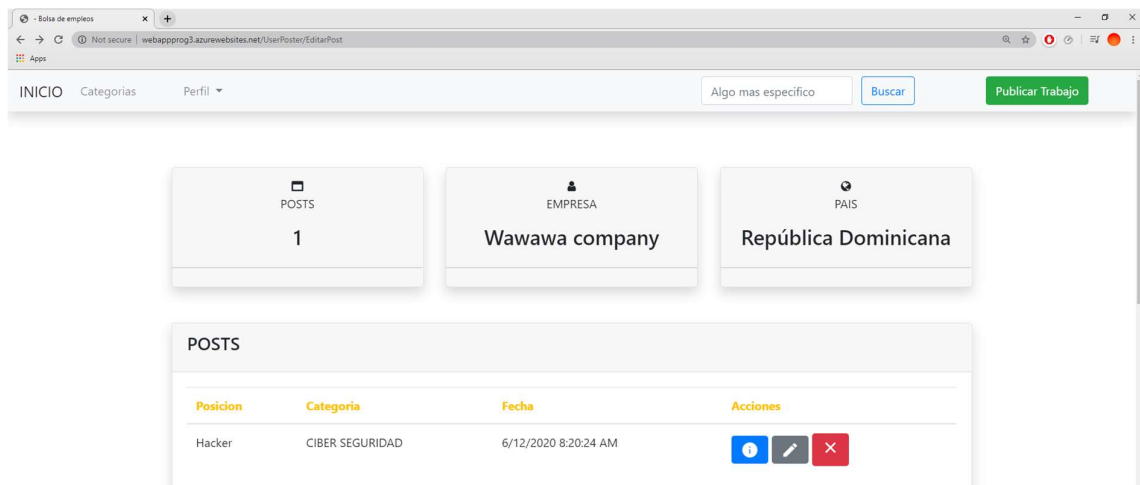 - Bolsa de empleos
Not secure | webappprog3.azurewebsites.net/UserPoster/EditarPost
Apps
INICIO Categorias Perfil Algo mas especifico Buscar Publicar Trabajo
POSTS
1
EMPRESA
Wawawa company
PAIS
República Dominicana
POSTS
Posicion Categoria Fecha Acciones
Hacker CIBER SEGURIDAD 6/12/2020 8:20:24 AM